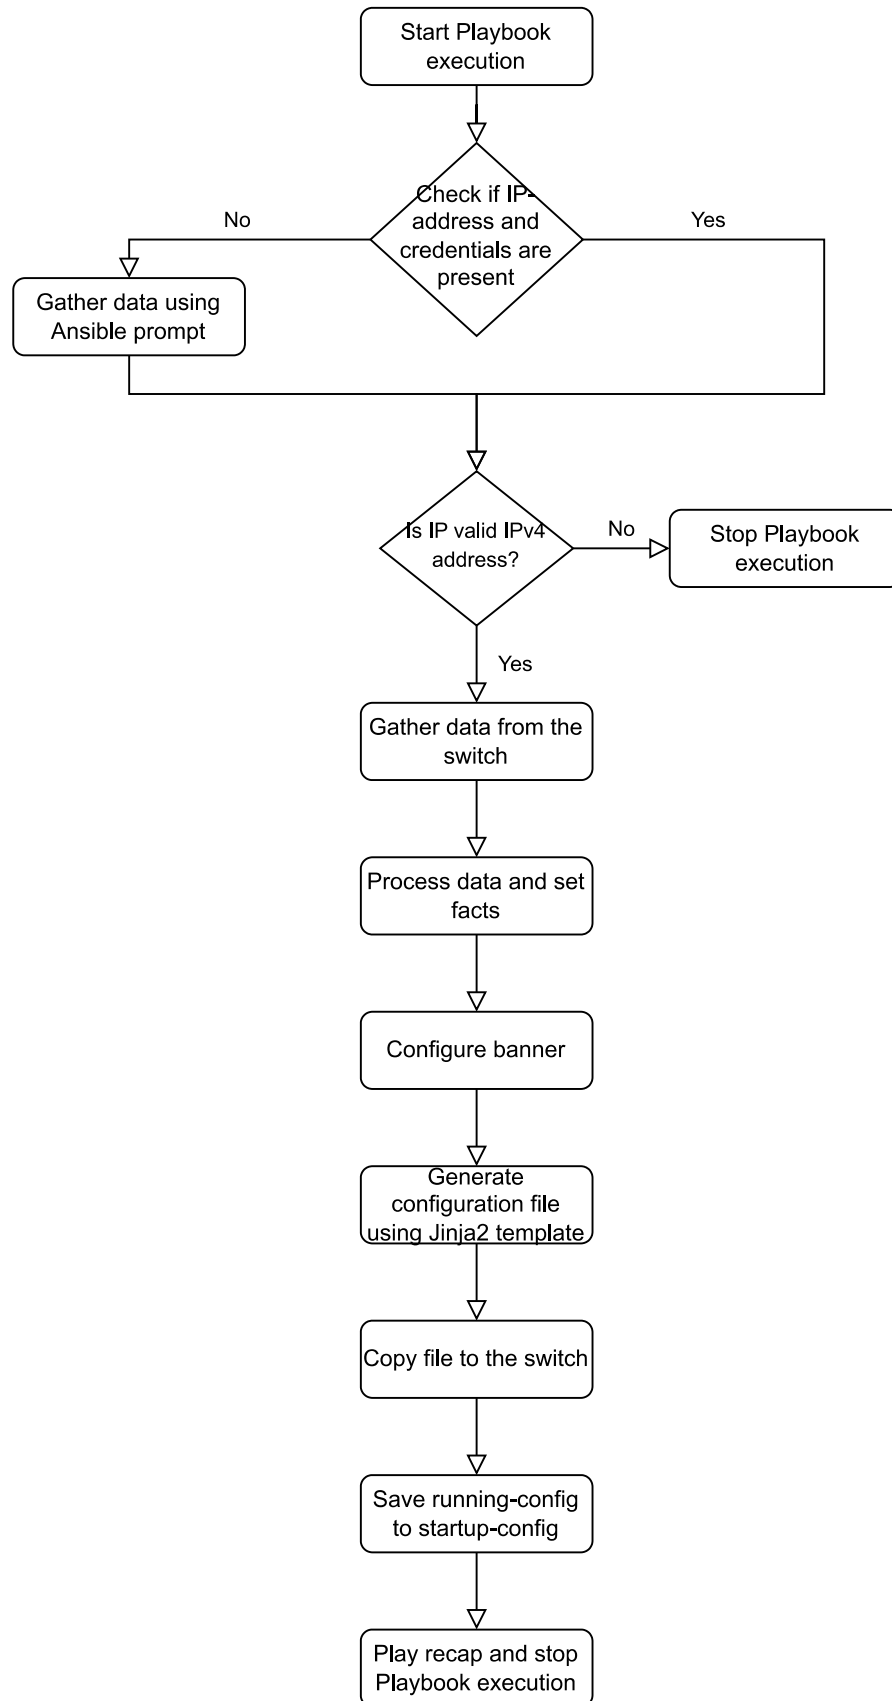 Start Playbook
execution
Check if IP-
address and
credentials are
present
No
Yes
Gather data using
Ansible prompt
Is IP valid IPv4
address?
No
Stop Playbook
execution
Yes
Gather data from the
switch
Process data and set
facts
Configure banner
Generate
configuration file
using Jinja2 template
Copy file to the switch
Save running-config
to startup-config
Play recap and stop
Playbook execution